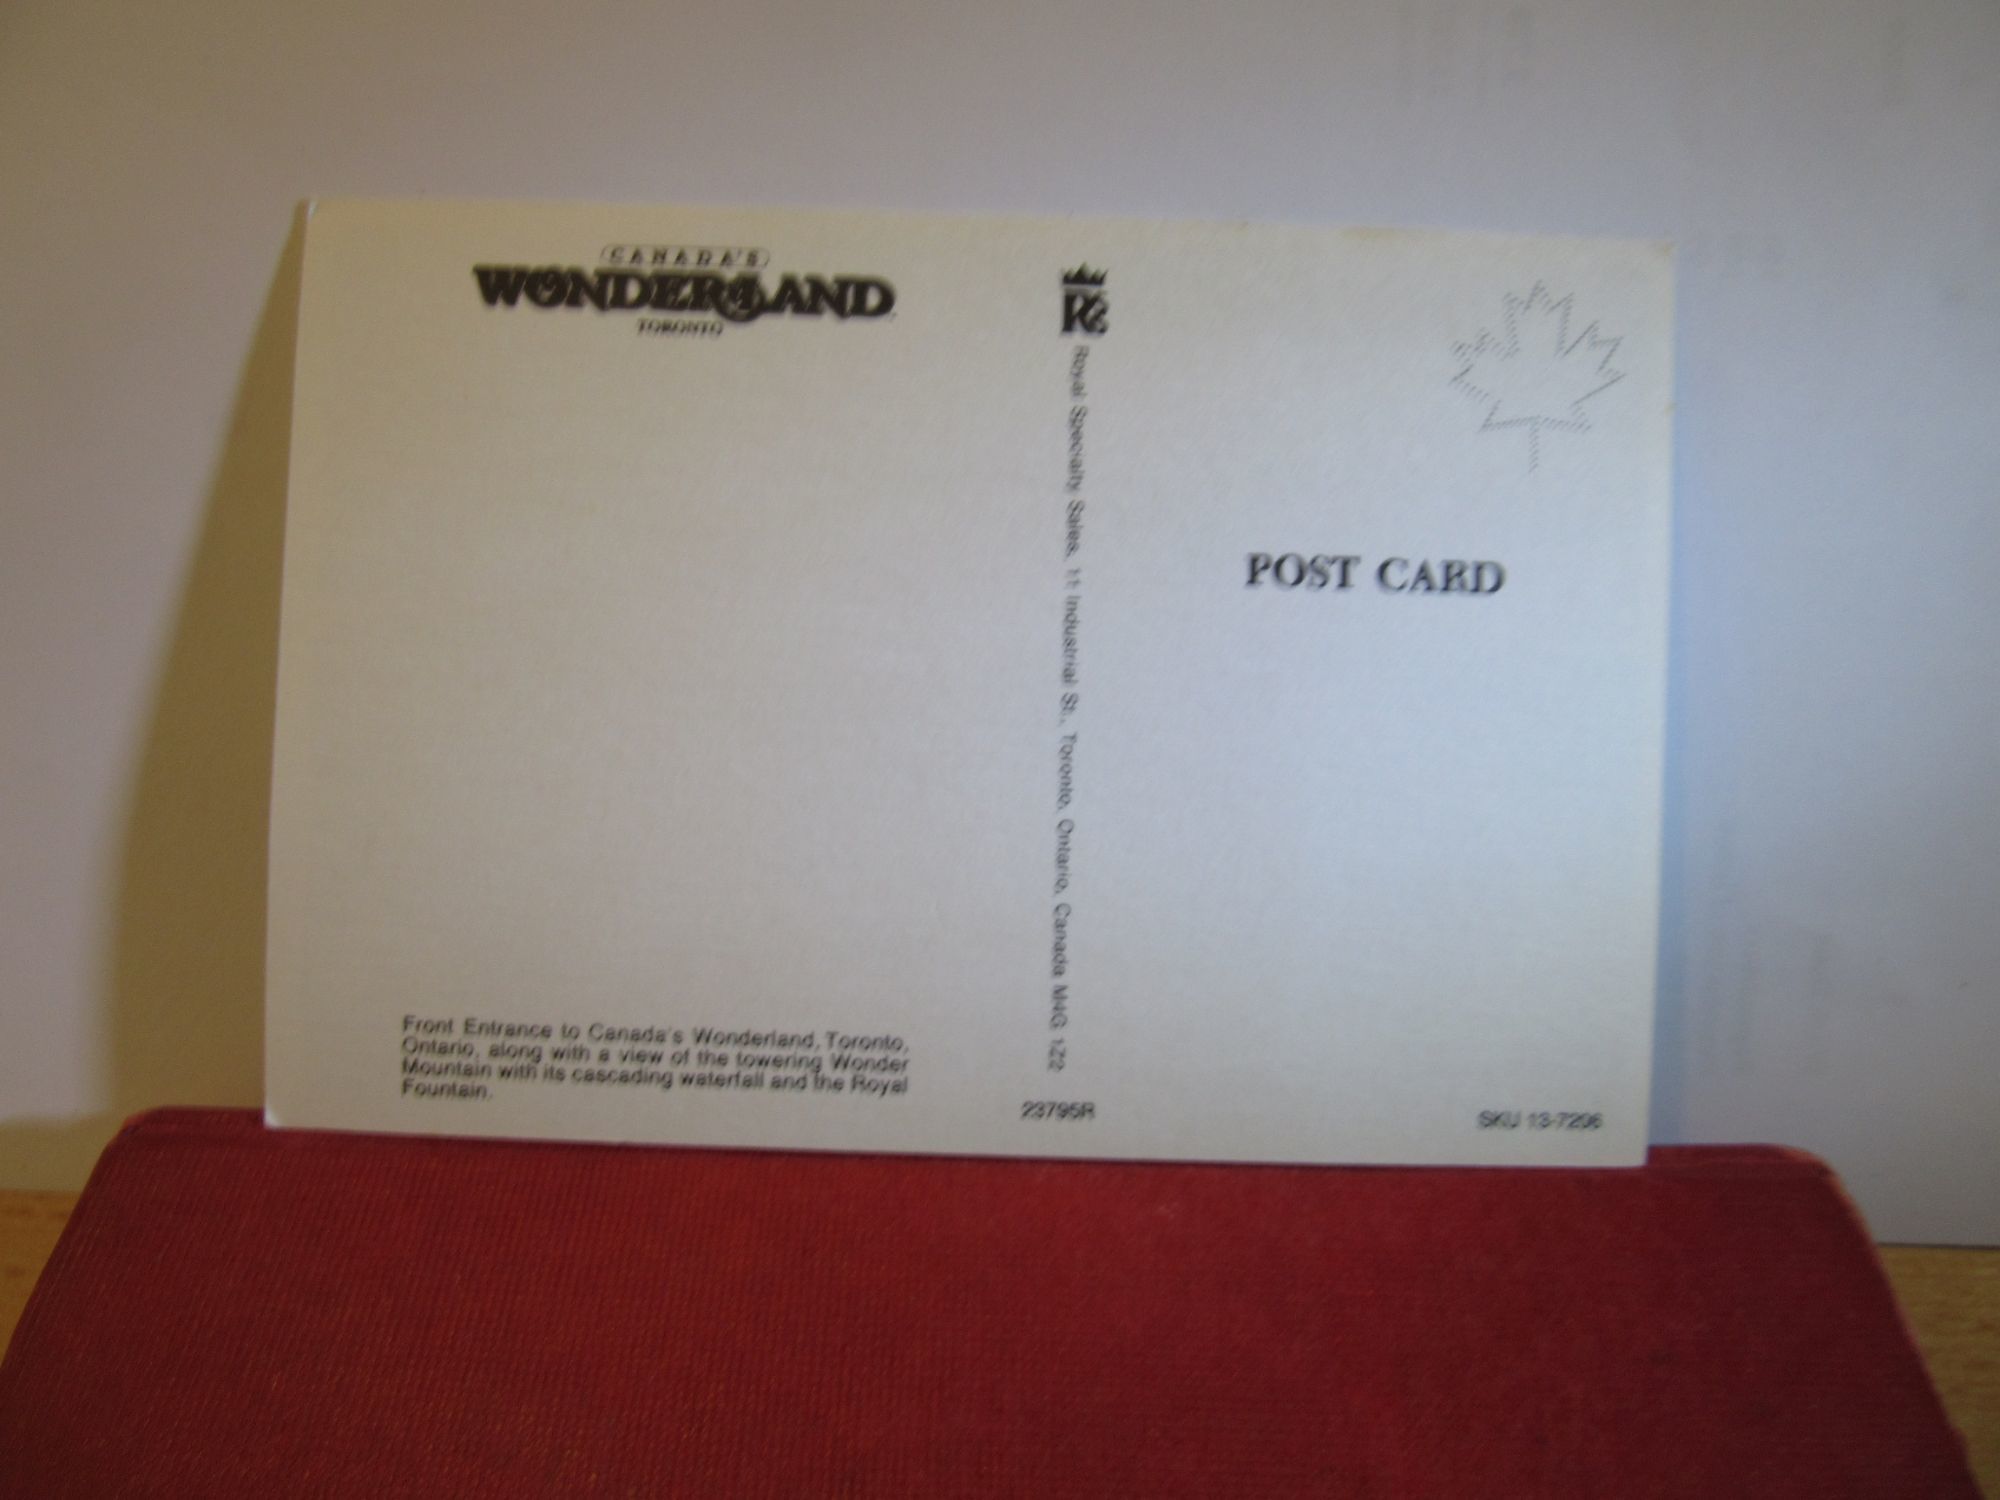 CANADA'S
WONDERLAND
TORONTO
Front Entrance to Canada's Wonderland, Toronto,
Ontario, along with a view of the towering Wonder
Mountain with its cascading waterfall and the Royal
Fountain.
Royal Specialty Sales, 11 Industrial St., Toronto, Ontario, Canada M4G 1Z2
23795R
POST CARD
SKU 13-7296